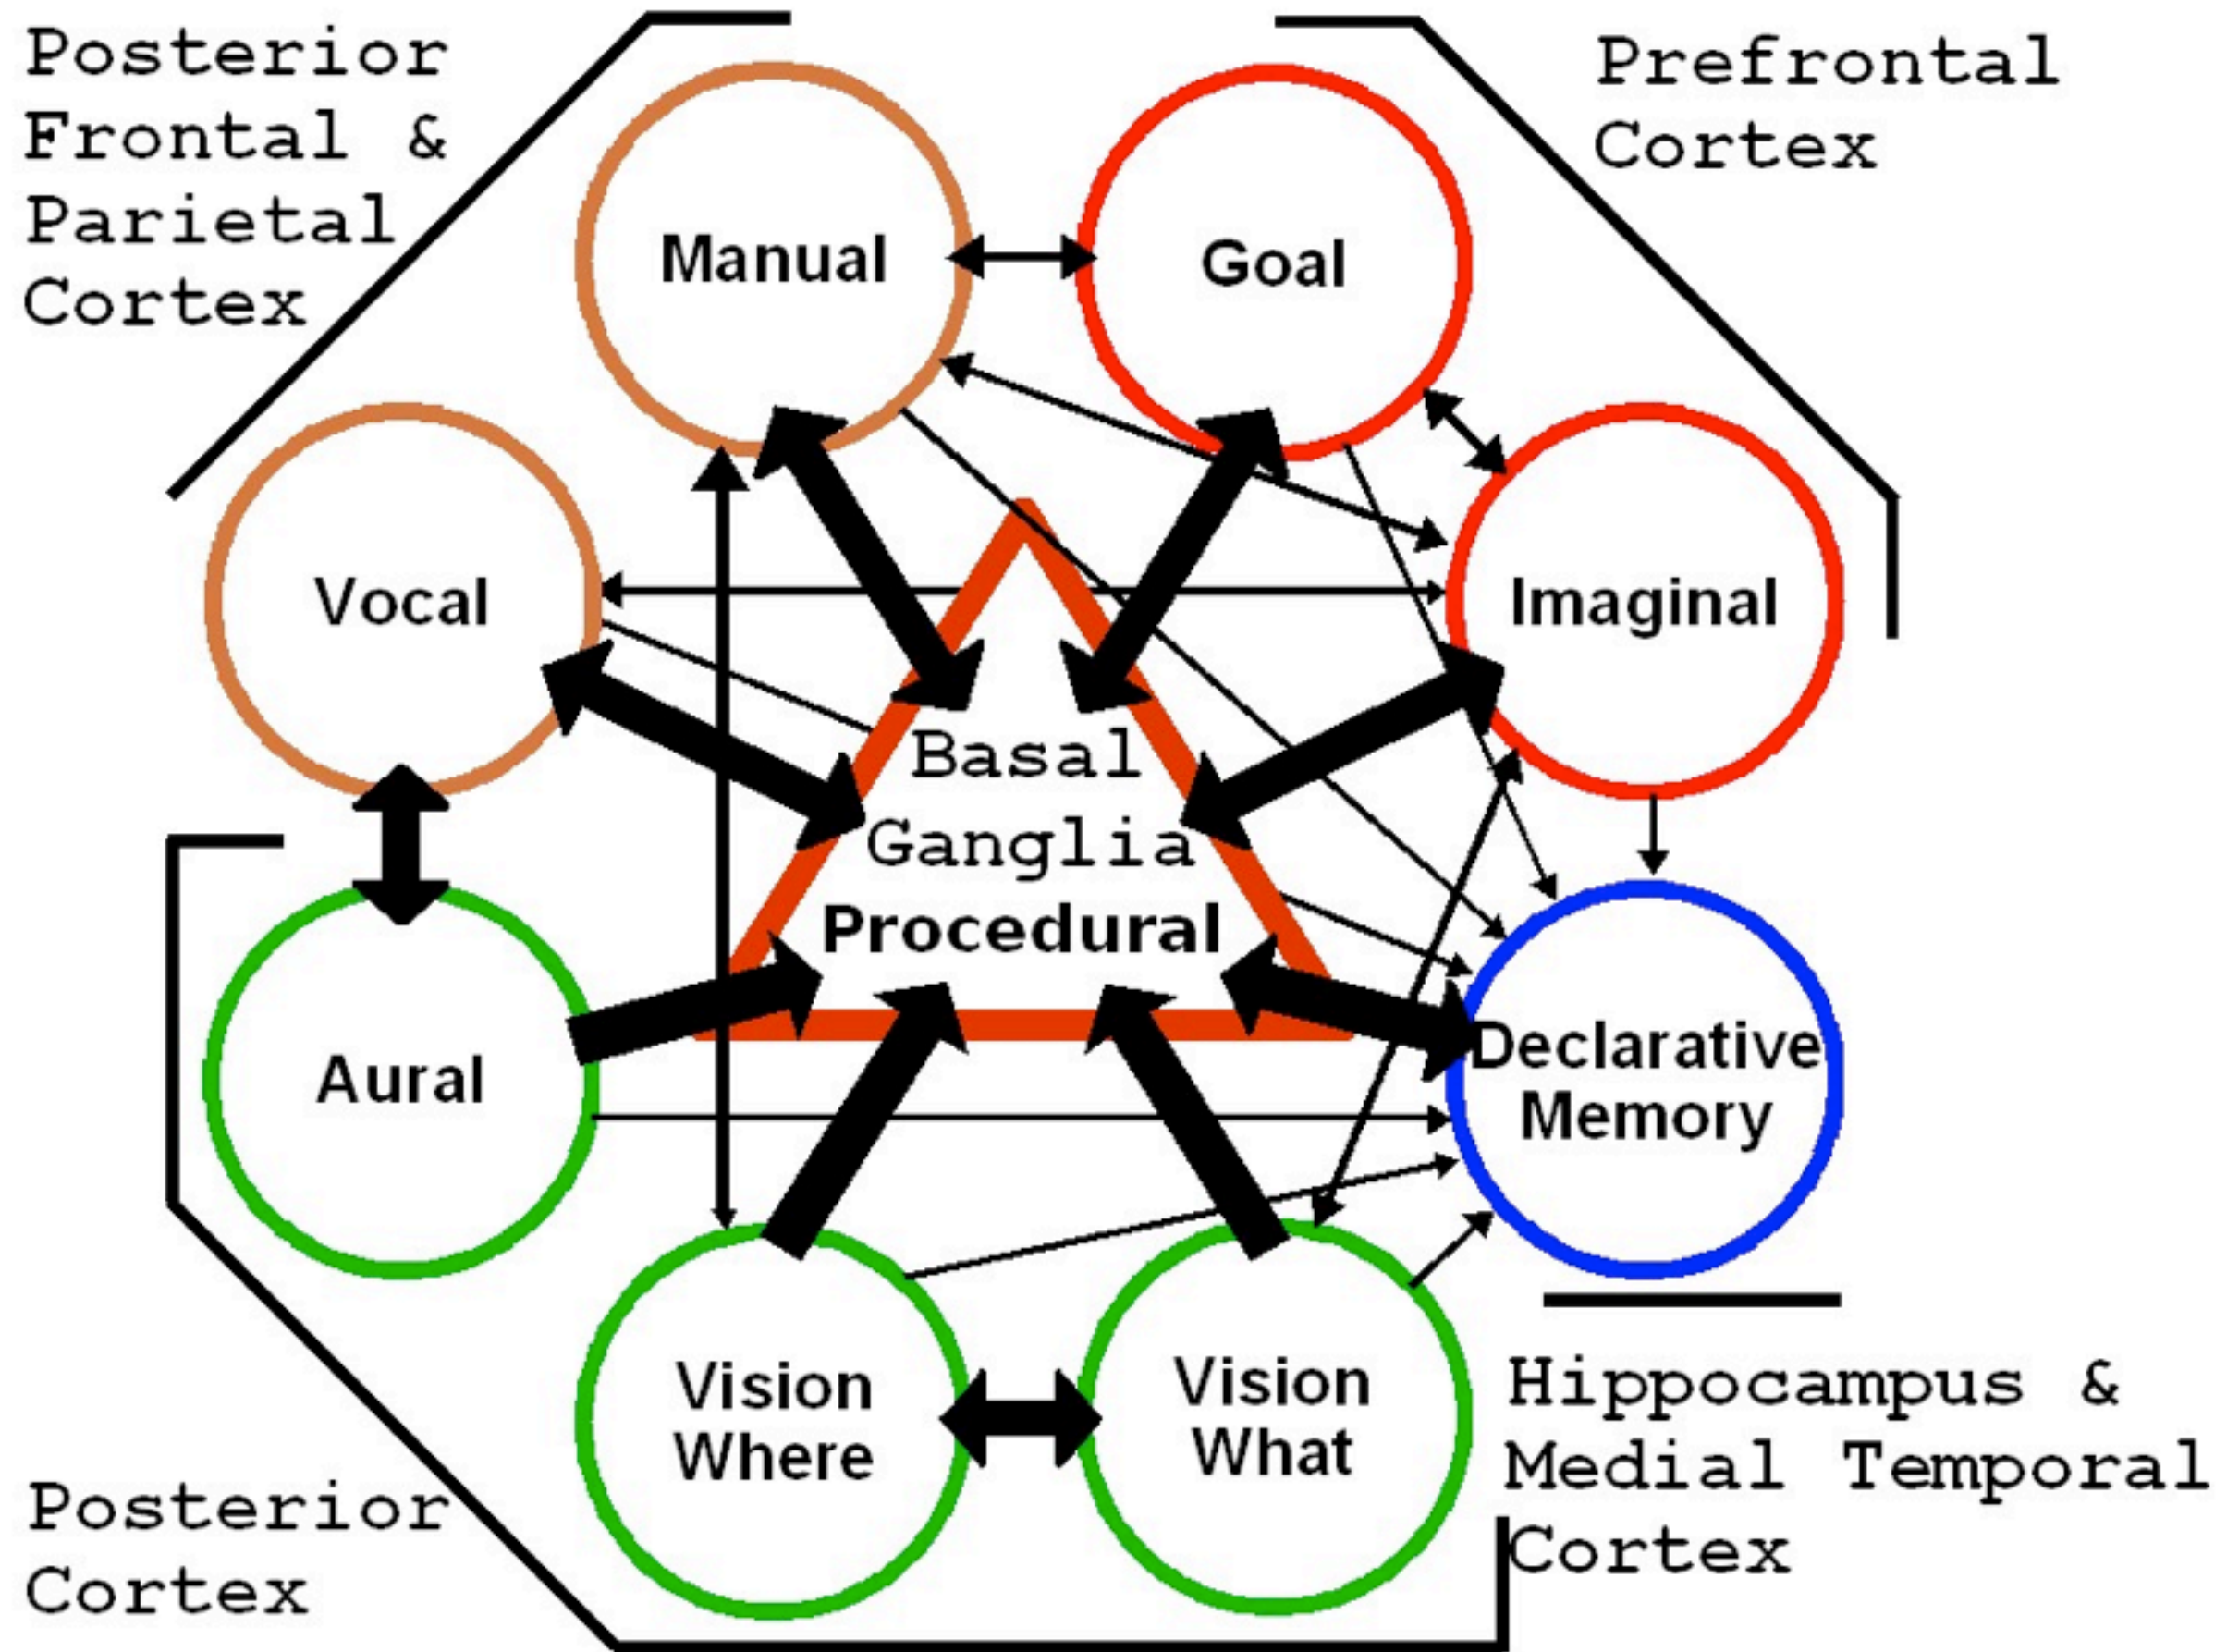 Posterior
Frontal &
Parietal
Cortex
Prefrontal
Cortex
Manual
Goal
Vocal
Imaginal
Basal
Ganglia
Procedural
Aural
Declarative
Memory
Vision
Where
Vision
What
Posterior
Cortex
Hippocampus &
Medial Temporal
Cortex